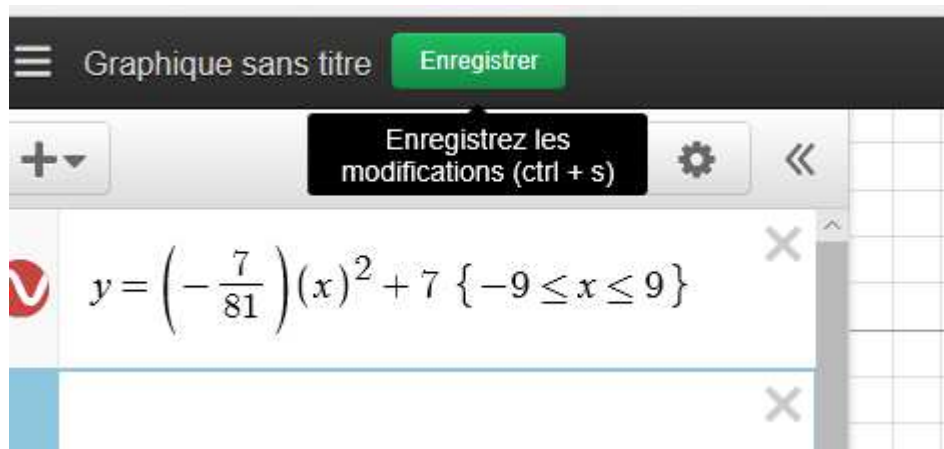 Graphique sans titre Enregistrer
Enregistrez les
modifications (ctrl + s)
y = (-7/81)(x)² + 7 {-9 ≤ x ≤ 9}